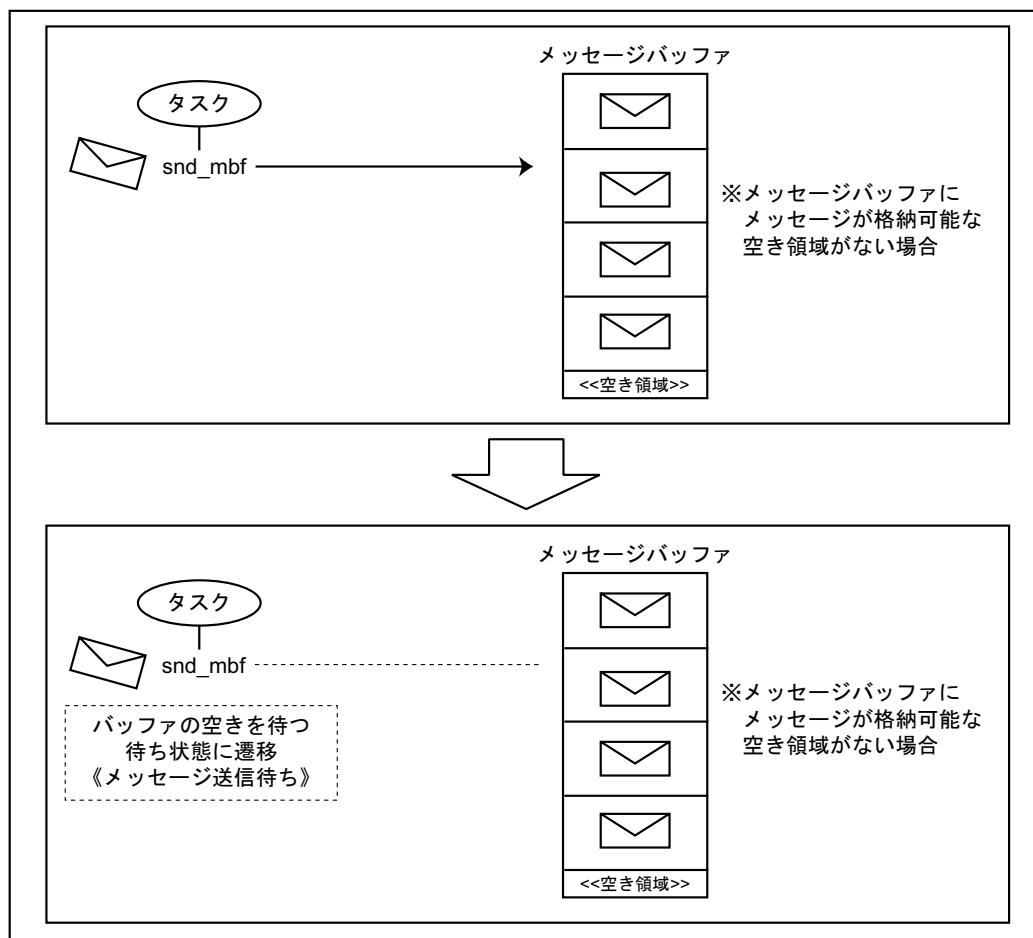 メッセージバッファ
タスク
snd_mbf
※メッセージバッファに
メッセージが格納可能な
空き領域がない場合
<<空き領域>>
メッセージバッファ
タスク
snd_mbf
※メッセージバッファに
メッセージが格納可能な
空き領域がない場合
バッファの空きを待つ
待ち状態に遷移
《メッセージ送信待ち》
<<空き領域>>